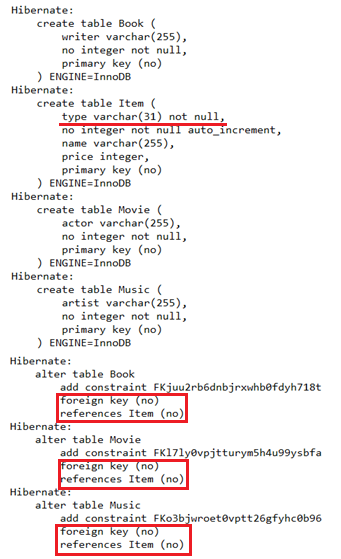 Hibernate:
create table Book (
writer varchar(255),
no integer not null,
primary key (no)
) ENGINE=InnoDB
Hibernate:
create table Item (
type varchar(31) not null,
no integer not null auto_increment,
name varchar(255),
price integer,
primary key (no)
) ENGINE=InnoDB
Hibernate:
create table Movie (
actor varchar(255),
no integer not null,
primary key (no)
) ENGINE=InnoDB
Hibernate:
create table Music (
artist varchar(255),
no integer not null,
primary key (no)
) ENGINE=InnoDB
Hibernate:
alter table Book
add constraint FKjuu2rb6dnbjrxwhb0fdyh718t
foreign key (no)
references Item (no)
Hibernate:
alter table Movie
add constraint FKl7ly0vpjtturym5h4u99ysbfa
foreign key (no)
references Item (no)
Hibernate:
alter table Music
add constraint FKo3bjwroet0vptt26gfyhc0b96
foreign key (no)
references Item (no)